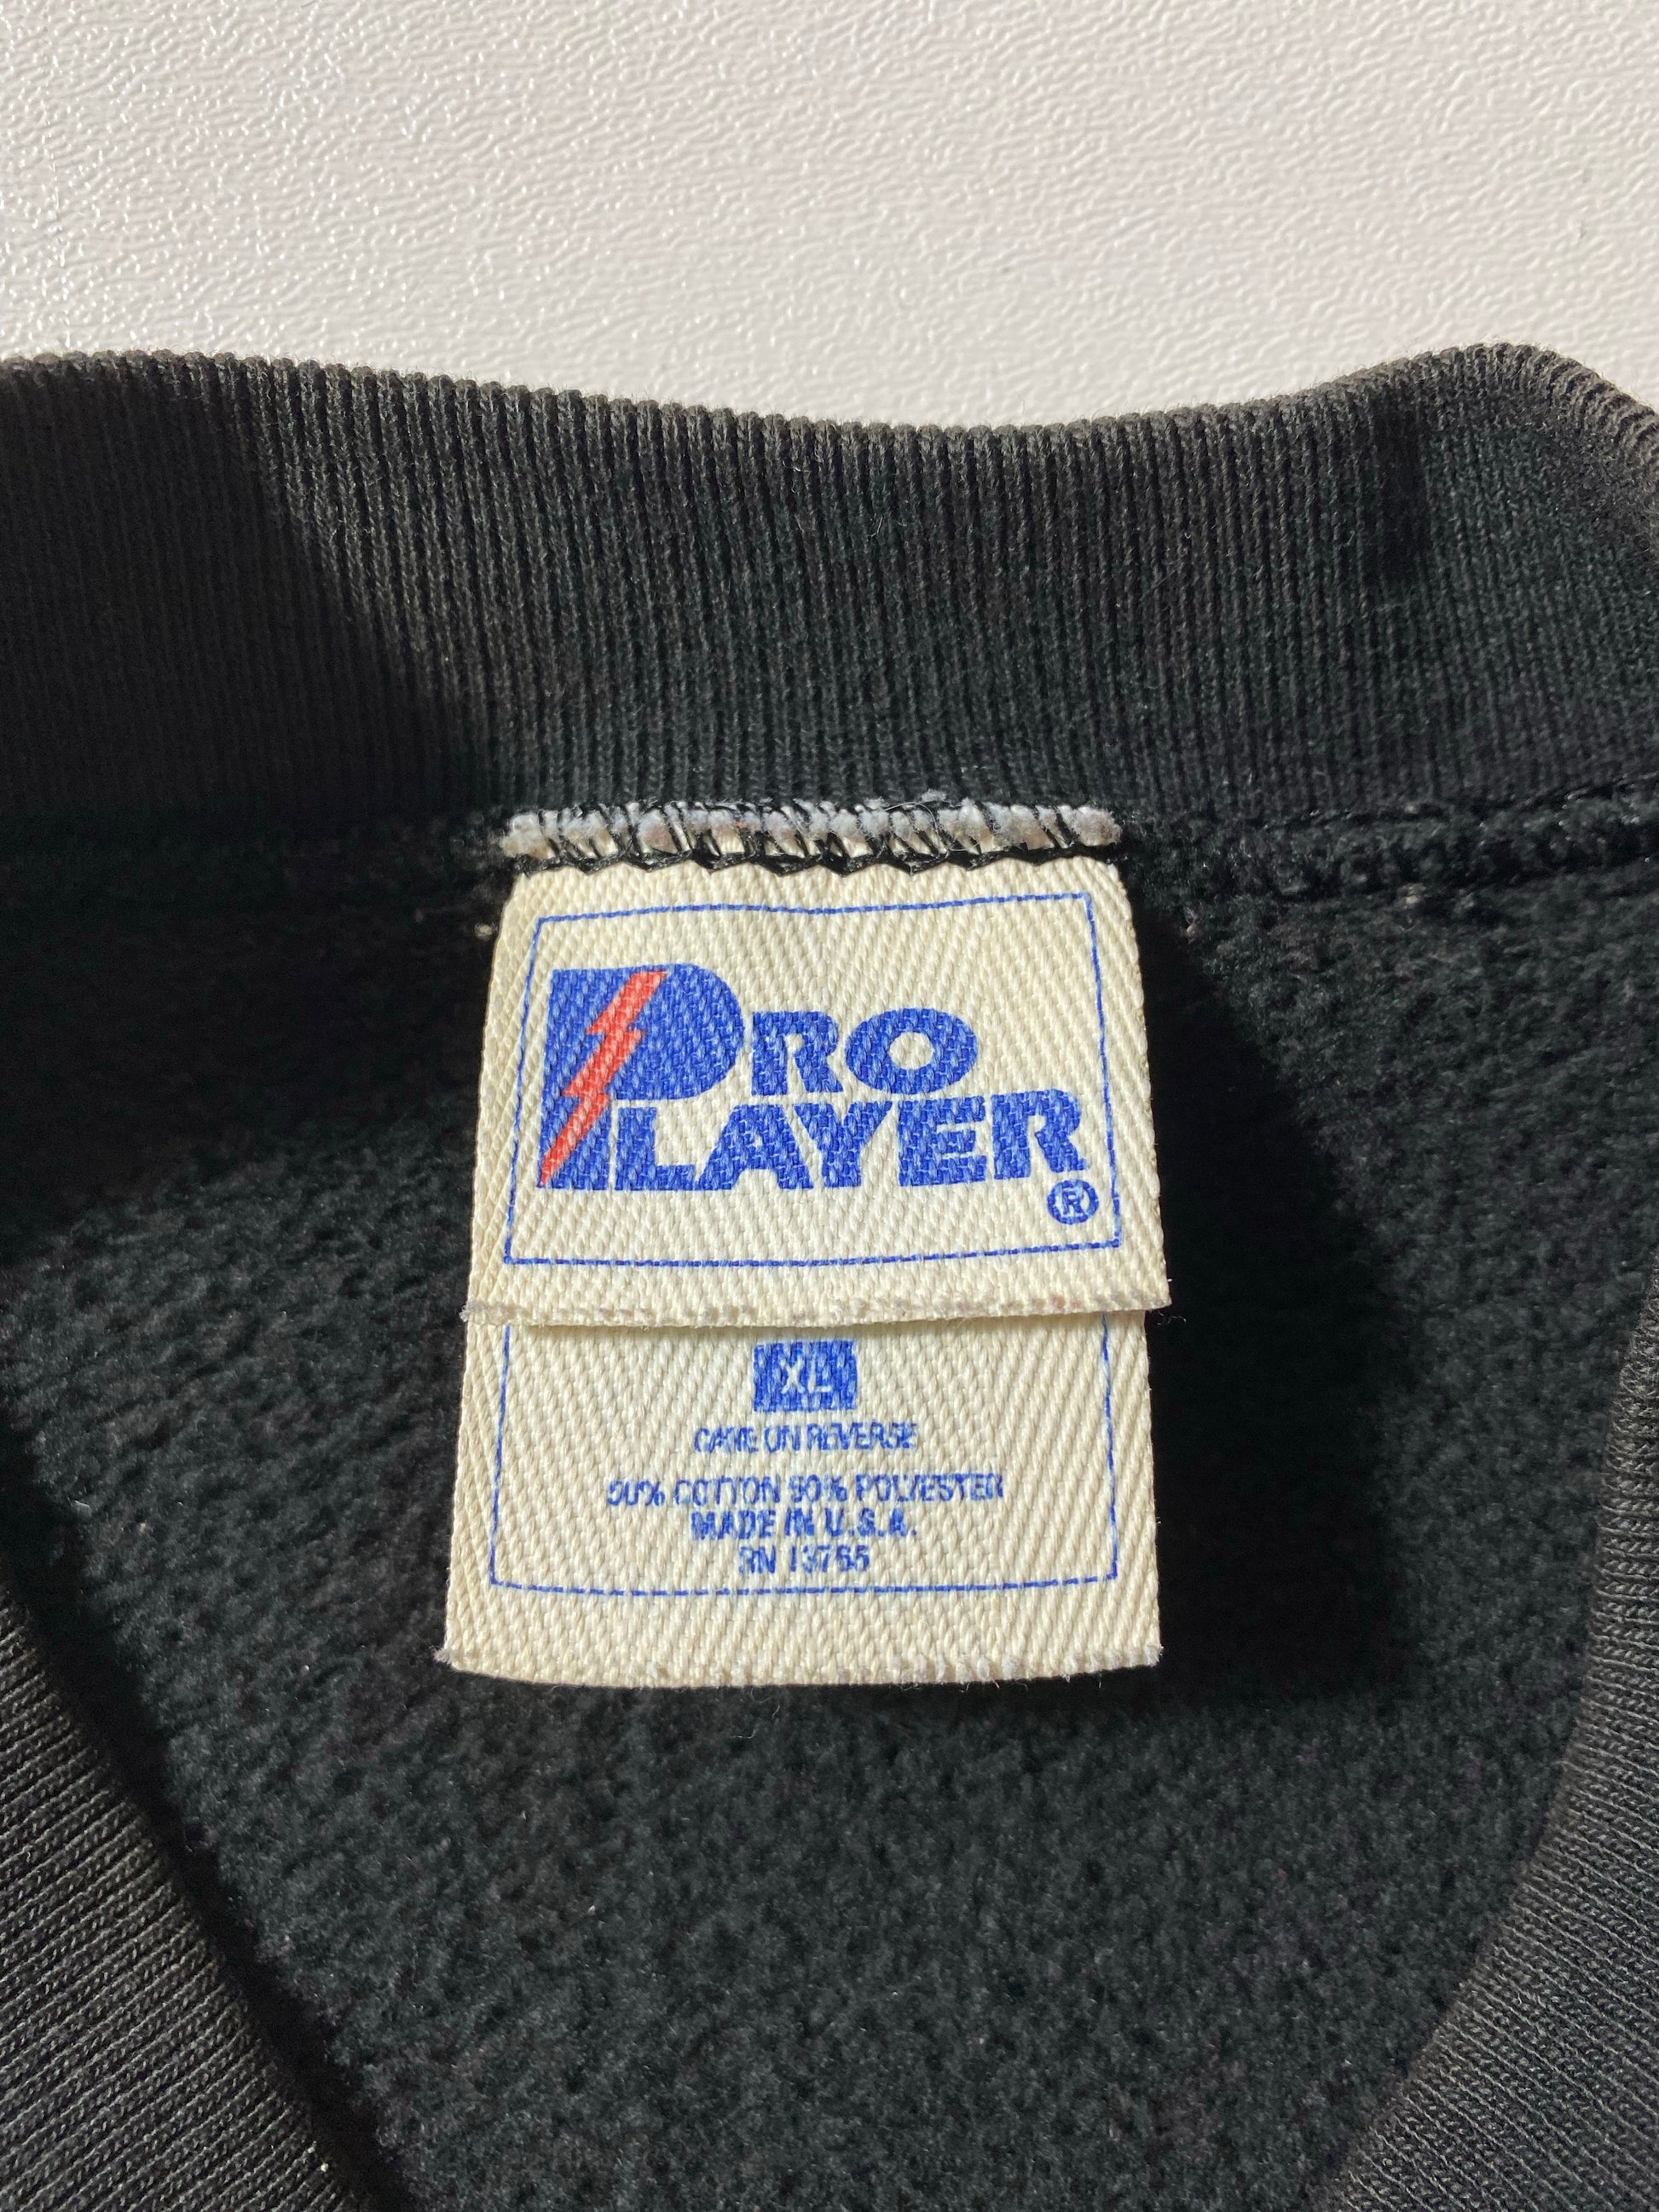 PRO
PLAYER
®
XL
CARE ON REVERSE
50% COTTON 50% POLYESTER
MADE IN U.S.A.
RN 13765